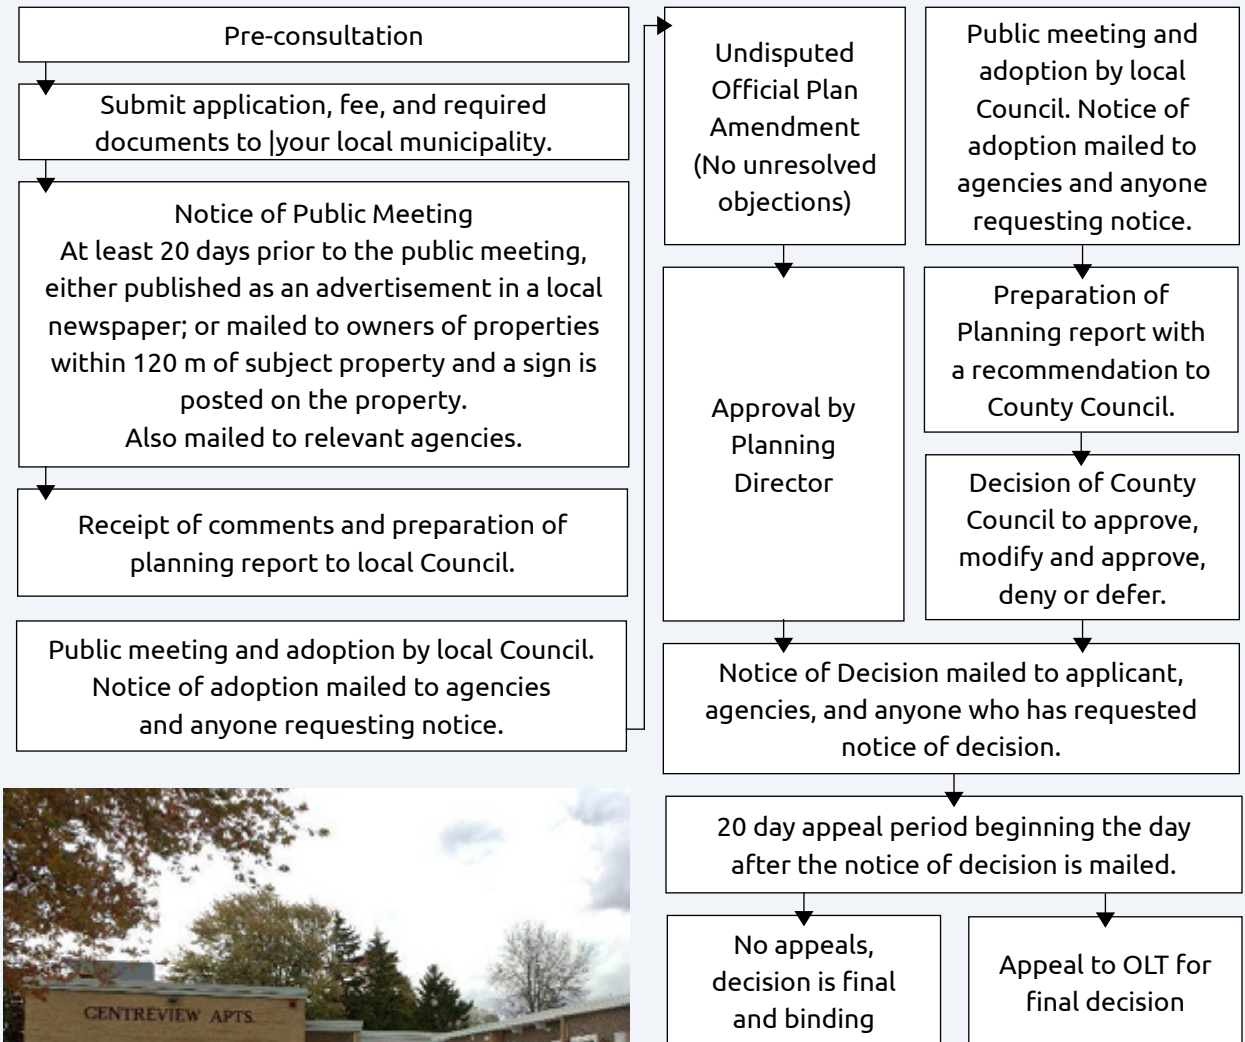 Pre-consultation
Submit application, fee, and required
documents to |your local municipality.
Notice of Public Meeting
At least 20 days prior to the public meeting,
either published as an advertisement in a local
newspaper; or mailed to owners of properties
within 120 m of subject property and a sign is
posted on the property.
Also mailed to relevant agencies.
Receipt of comments and preparation of
planning report to local Council.
Public meeting and adoption by local Council.
Notice of adoption mailed to agencies
and anyone requesting notice.
Undisputed
Official Plan
Amendment
(No unresolved
objections)
Approval by
Planning
Director
Public meeting and
adoption by local
Council. Notice of
adoption mailed to
agencies and anyone
requesting notice.
Preparation of
Planning report with
a recommendation to
County Council.
Decision of County
Council to approve,
modify and approve,
deny or defer.
Notice of Decision mailed to applicant,
agencies, and anyone who has requested
notice of decision.
20 day appeal period beginning the day
after the notice of decision is mailed.
No appeals,
decision is final
and binding
Appeal to OLT for
final decision
CENTREVIEW APTS.